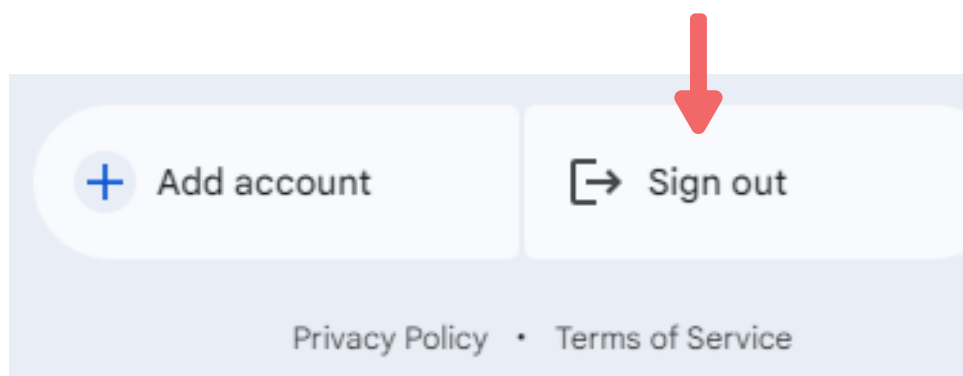 Add account Sign out
Privacy Policy • Terms of Service